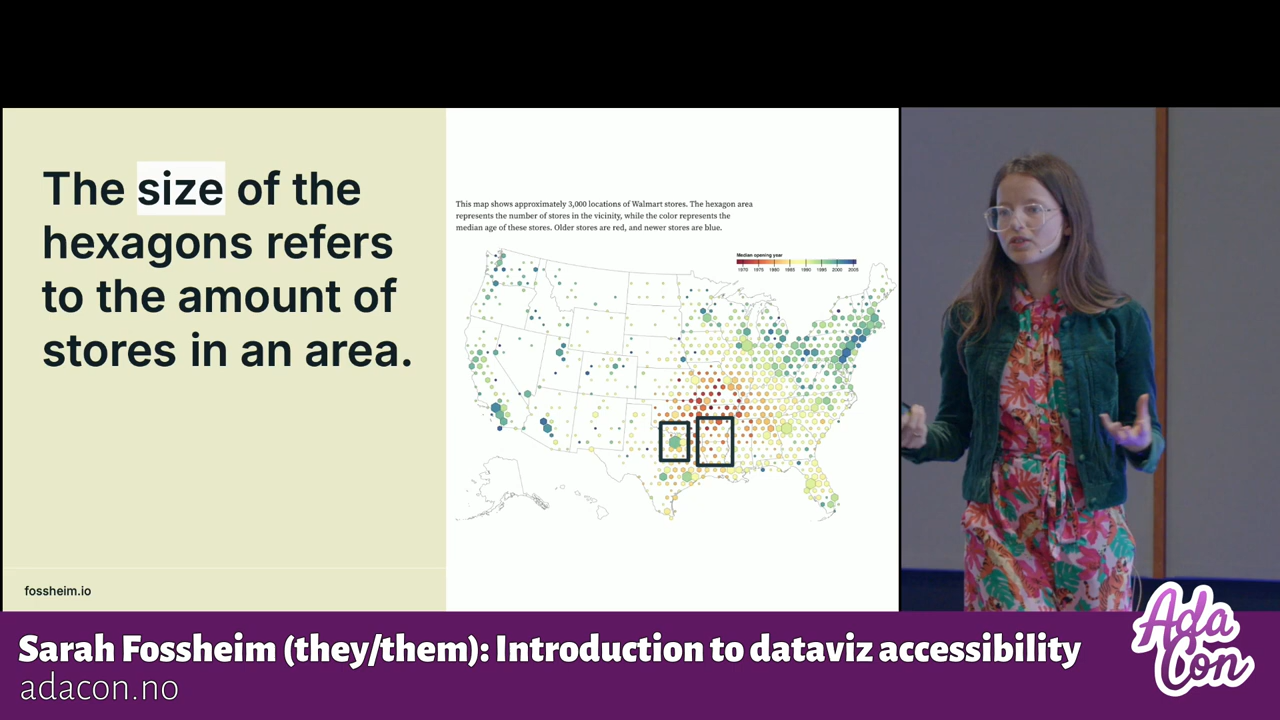 The size of the
hexagons refers
to the amount of
stores in an area.
fossheim.io
This map shows approximately 3,000 locations of Walmart stores. The hexagon area
represents the number of stores in the vicinity, while the color represents the
median age of these stores. Older stores are red, and newer stores are blue.
Median opening year
1970 1975 1980 1985 1990 1995 2000 2005
Sarah Fossheim (they/them): Introduction to dataviz accessibility
adacon.no
Ada
Con